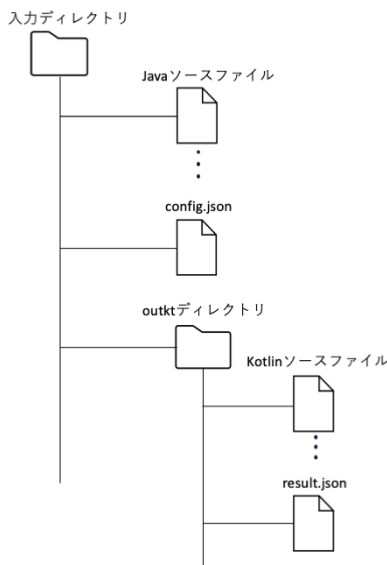 入力ディレクトリ
Javaソースファイル
config.json
outktディレクトリ
Kotlinソースファイル
result.json